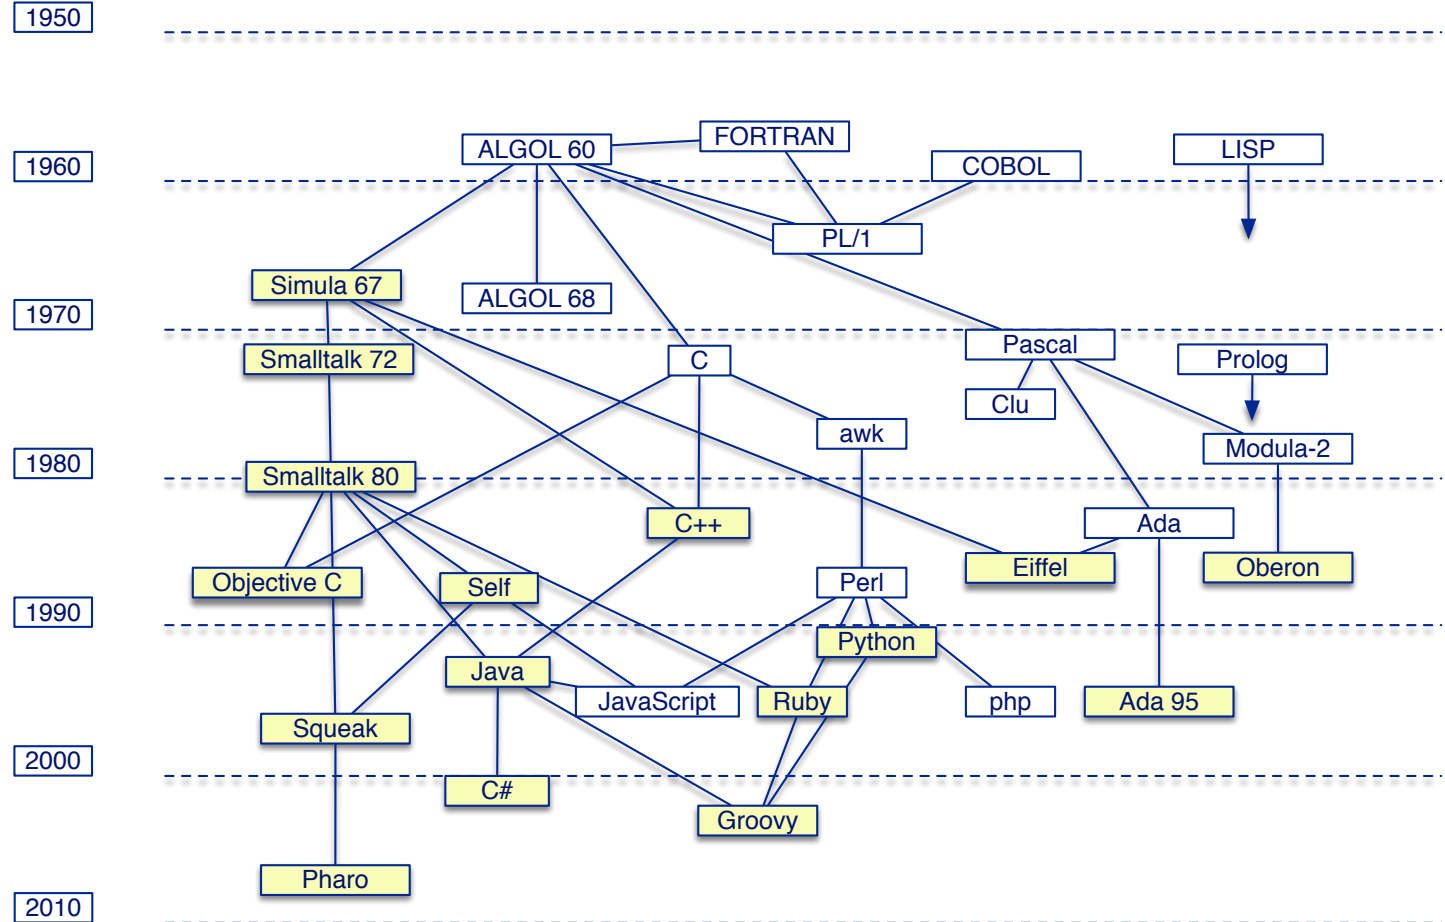 1950
ALGOL 60
FORTRAN
COBOL
LISP
1960
PL/1
Simula 67
ALGOL 68
1970
Pascal
Smalltalk 72
C
Prolog
Clu
awk
Modula-2
1980
Smalltalk 80
C++
Ada
Eiffel
Oberon
Objective C
Self
Perl
1990
Python
Java
JavaScript
Ruby
php
Ada 95
Squeak
2000
C#
Groovy
Pharo
2010